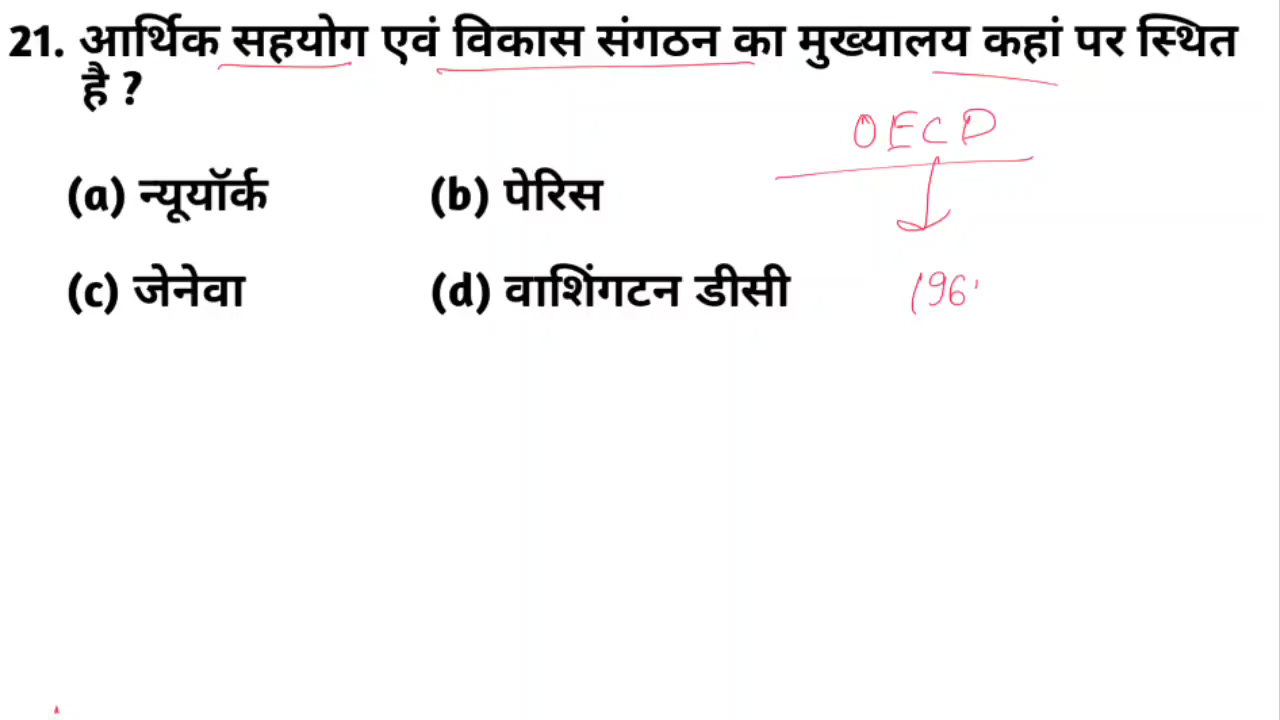 21. आर्थिक सहयोग एवं विकास संगठन का मुख्यालय कहां पर स्थित
है ?
OECD
(a) न्यूयॉर्क (b) पेरिस
(c) जेनेवा (d) वाशिंगटन डीसी 196